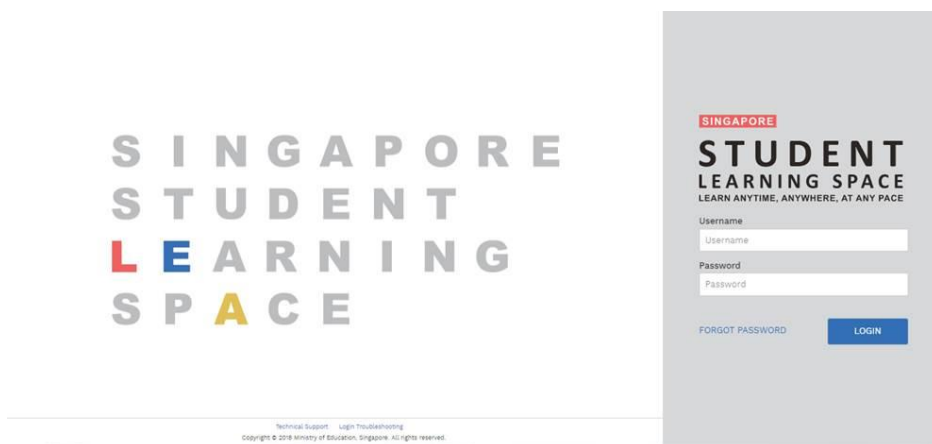 SINGAPORE
STUDENT
LEARNING
SPACE
Technical Support Login Troubleshooting
Copyright © 2018 Ministry of Education, Singapore. All rights reserved.
SINGAPORE
STUDENT
LEARNING SPACE
LEARN ANYTIME, ANYWHERE, AT ANY PACE
Username
Username
Password
Password
FORGOT PASSWORD LOGIN